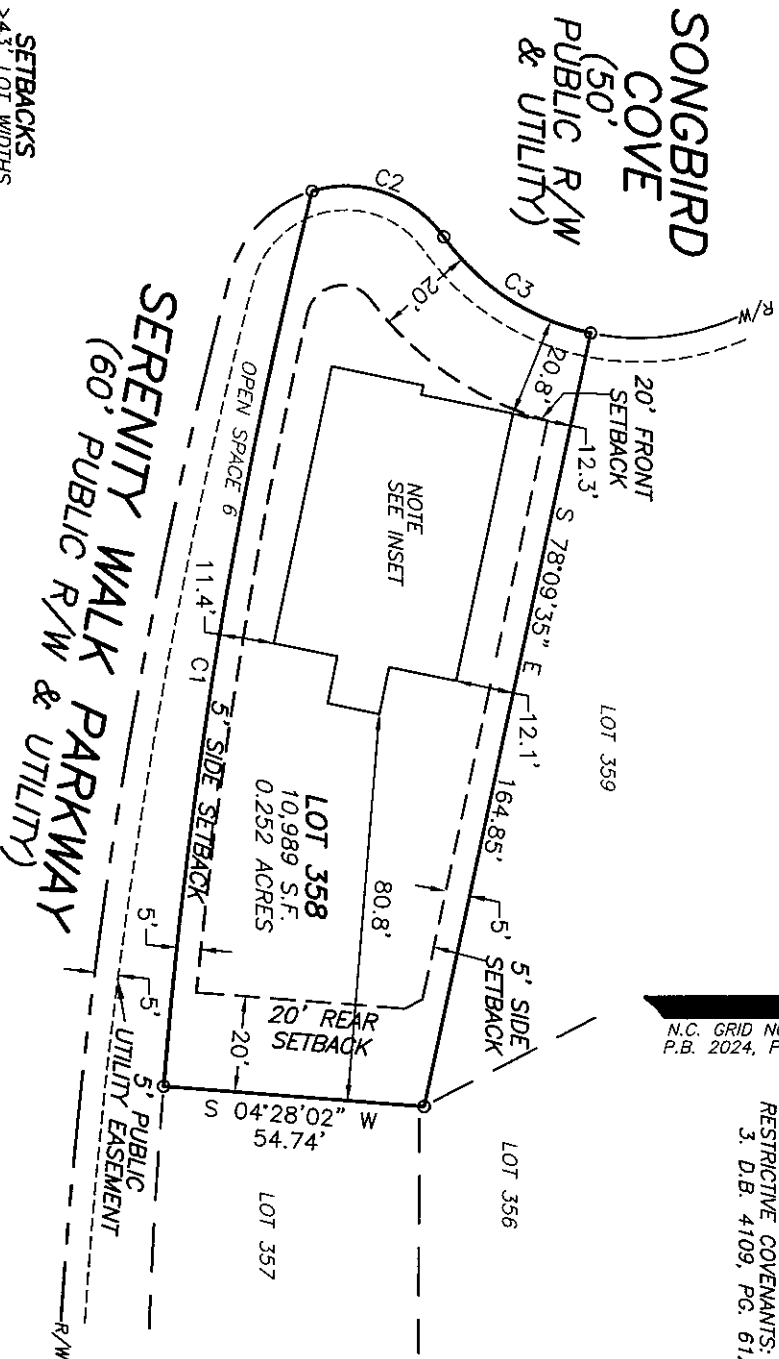 SONGBIRD
COVE
(50'
PUBLIC R/W
& UTILITY)
SETBACKS
>43' LOT WIDTHS
R/W
C2
C3
20'
20.8'
20' FRONT
SETBACK
12.3'
S 78°09'35" E
164.85'
12.1'
LOT 359
NOTE
SEE INSET
OPEN SPACE 6
11.4'
C1
5' SIDE SETBACK
5' SIDE
SETBACK
5'
LOT 358
10,989 S.F.
0.252 ACRES
80.8'
20' REAR
SETBACK
20'
5'
5'
S 04°28'02" W
54.74'
5' PUBLIC
UTILITY EASEMENT
LOT 356
LOT 357
SERENITY WALK PARKWAY
(60' PUBLIC R/W & UTILITY)
R/W
N.C. GRID
P.B. 2024,
RESTRICTIVE COVENANTS:
3. D.B. 4109, PG. 61,